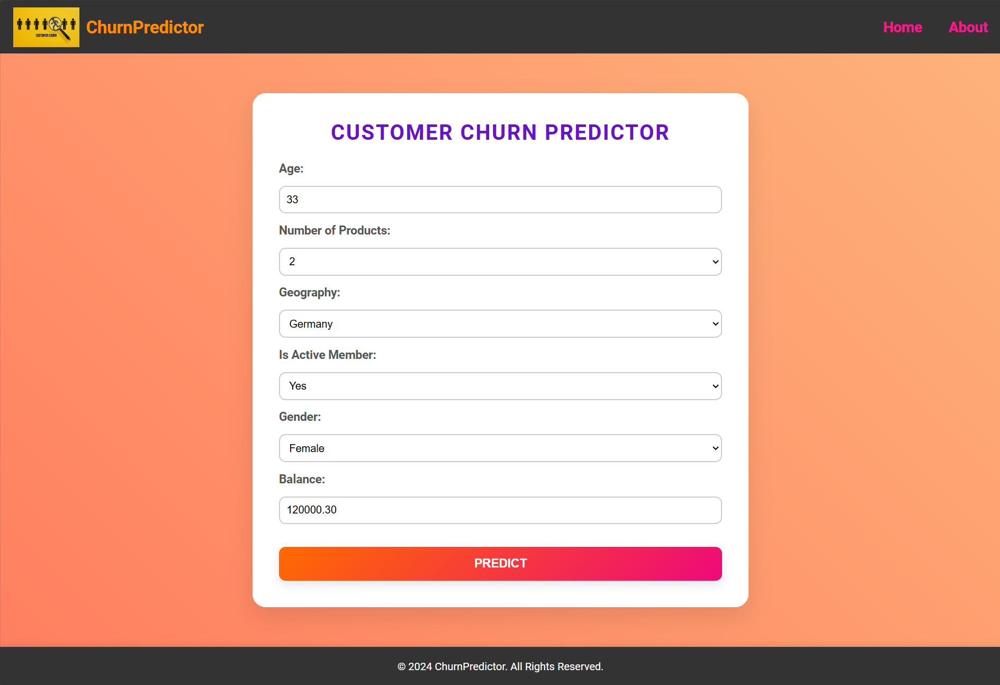 CUSTOMER CHURN
ChurnPredictor
Home
About
CUSTOMER CHURN PREDICTOR
Age:
33
Number of Products:
2
Geography:
Germany
Is Active Member:
Yes
Gender:
Female
Balance:
120000.30
PREDICT
© 2024 ChurnPredictor. All Rights Reserved.